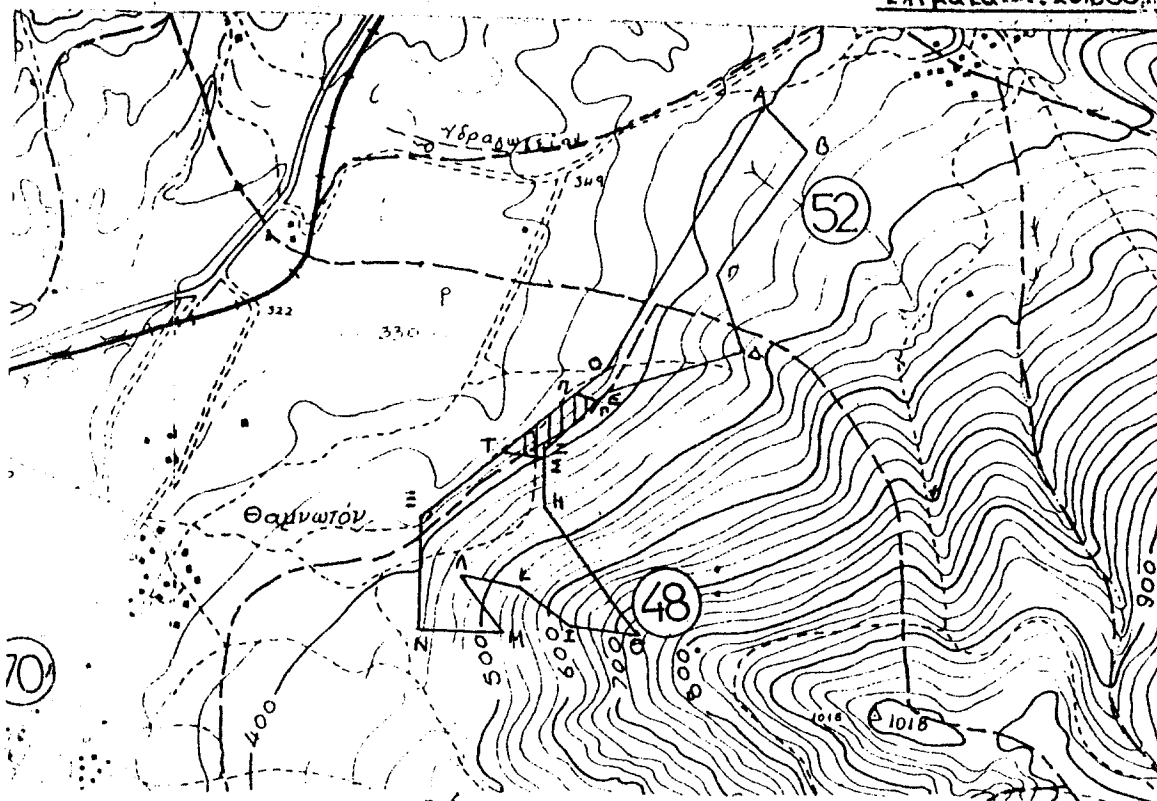 Α
Υδραγωγείον
Β
349
52
Γ
Ρ
322
330
Δ
Ο
Π
Ε
Τ
Ζ
Σ
Η
Ξ
Θαμνωτόν
Λ
Κ
48
Ν
Μ
Ι
Θ
500
600
700
900
70
400
1018
1018